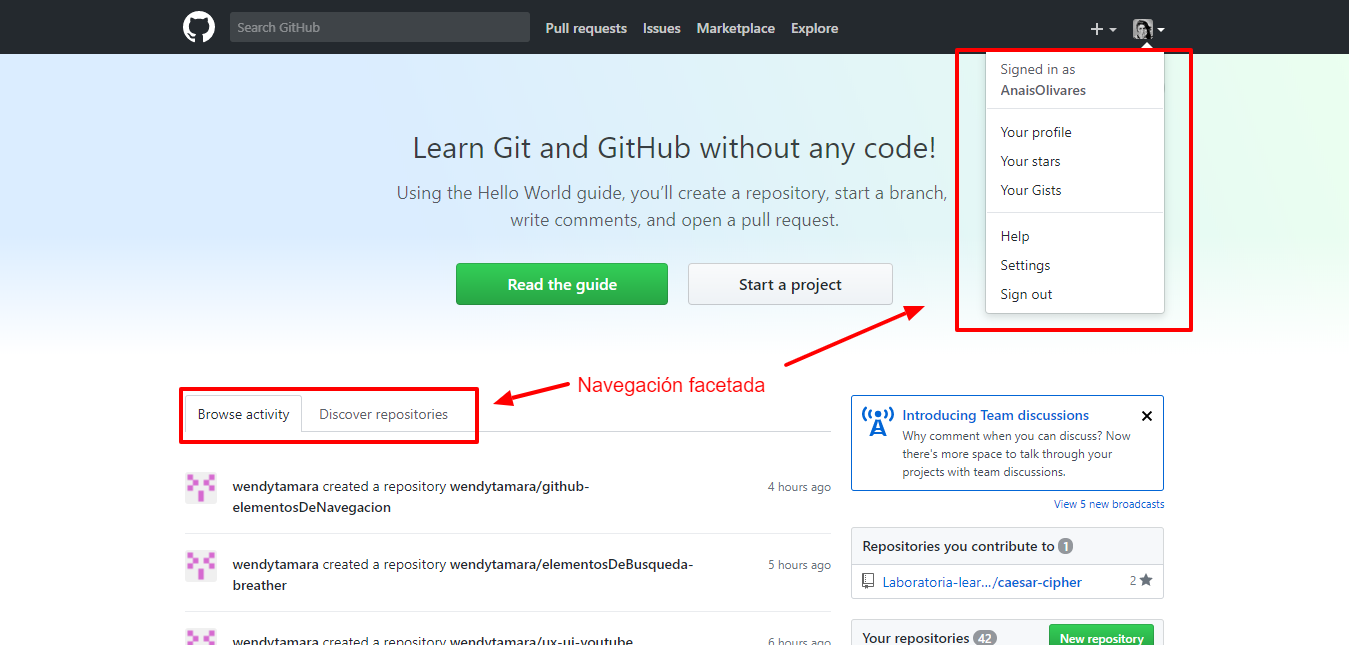 Search GitHub
Pull requests Issues Marketplace Explore
Signed in as
AnaisOlivares
Your profile
Your stars
Your Gists
Help
Settings
Sign out
Learn Git and GitHub without any code!
Using the Hello World guide, you’ll create a repository, start a branch,
write comments, and open a pull request.
Read the guide
Start a project
Navegación facetada
Browse activity
Discover repositories
wendytamara created a repository wendytamara/github-
elementosDeNavegacion
4 hours ago
wendytamara created a repository wendytamara/elementosDeBusqueda-
breather
5 hours ago
wendytamara created a repository wendytamara/ux-ui-youtube
6 hours ago
Introducing Team discussions
Why comment when you can discuss? Now
there's more space to talk through your
projects with team discussions.
View 5 new broadcasts
Repositories you contribute to 1
Laboratoria-lear…/caesar-cipher
2
Your repositories 42
New repository